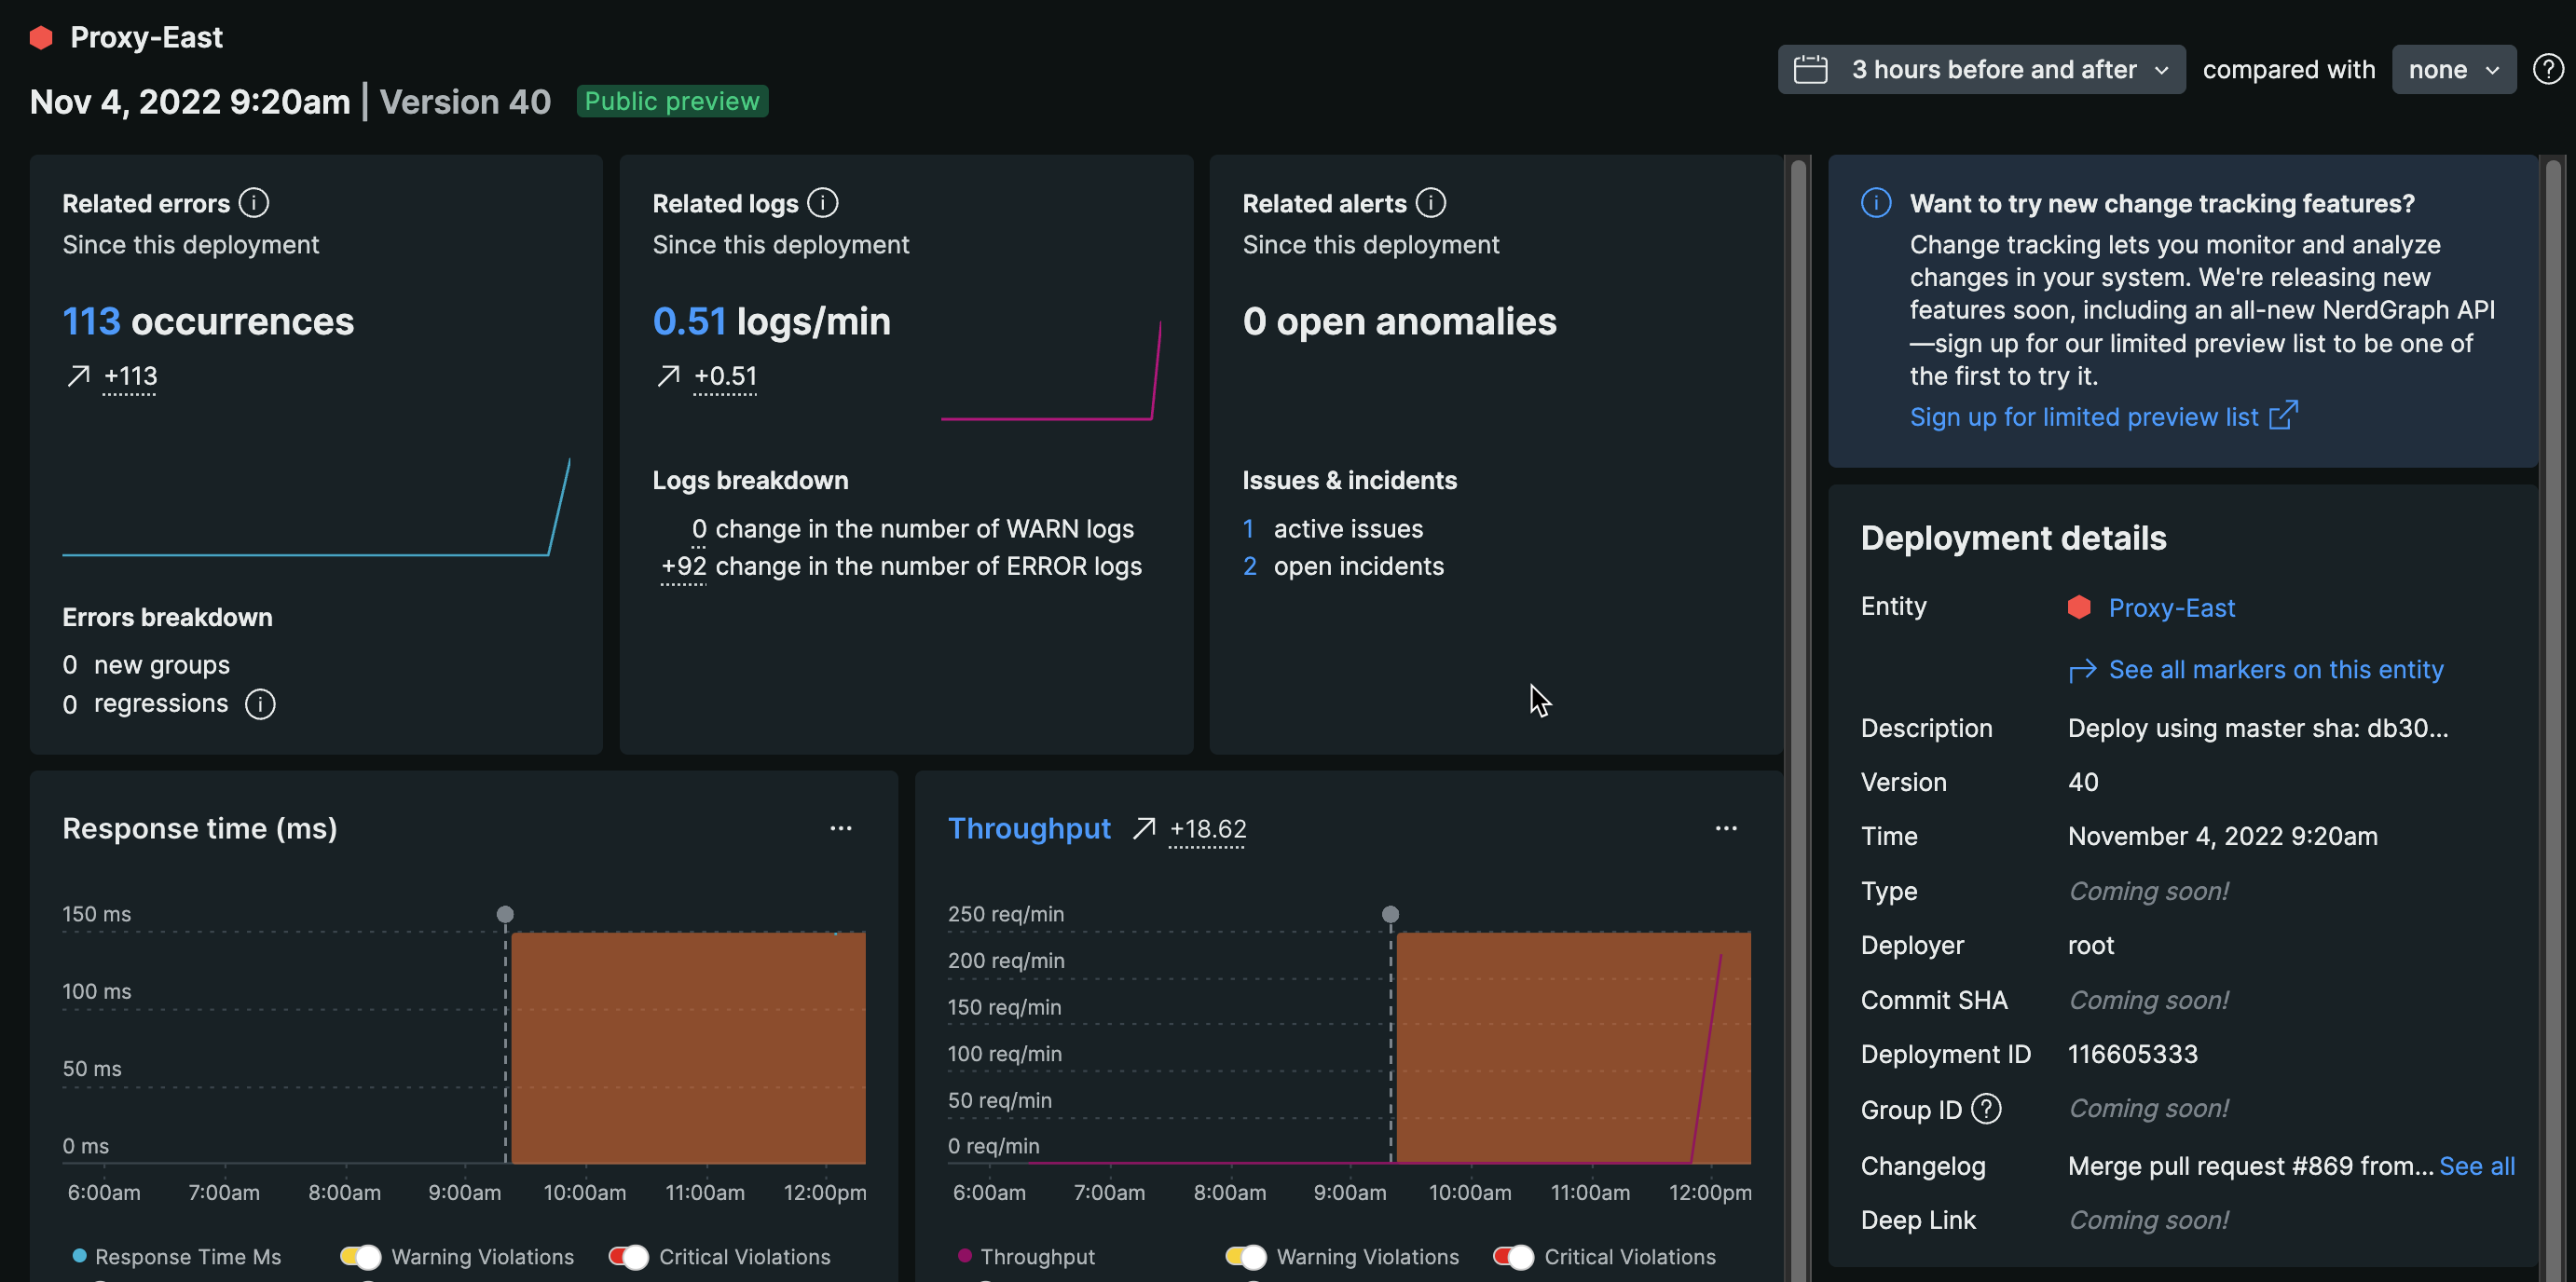 Proxy-East
Nov 4, 2022 9:20am | Version 40 Public preview
3 hours before and after compared with none
Related errors
Since this deployment
113 occurrences
+113
Errors breakdown
0 new groups
0 regressions
Related logs
Since this deployment
0.51 logs/min
+0.51
Logs breakdown
0 change in the number of WARN logs
+92 change in the number of ERROR logs
Related alerts
Since this deployment
0 open anomalies
Issues & incidents
1 active issues
2 open incidents
Response time (ms)
...
150 ms
100 ms
50 ms
0 ms
6:00am 7:00am 8:00am 9:00am 10:00am 11:00am 12:00pm
Response Time Ms Warning Violations Critical Violations
Throughput +18.62
...
250 req/min
200 req/min
150 req/min
100 req/min
50 req/min
0 req/min
6:00am 7:00am 8:00am 9:00am 10:00am 11:00am 12:00pm
Throughput Warning Violations Critical Violations
Want to try new change tracking features?
Change tracking lets you monitor and analyze
changes in your system. We're releasing new
features soon, including an all-new NerdGraph API
—sign up for our limited preview list to be one of
the first to try it.
Sign up for limited preview list
Deployment details
Entity Proxy-East
See all markers on this entity
Description Deploy using master sha: db30...
Version 40
Time November 4, 2022 9:20am
Type Coming soon!
Deployer root
Commit SHA Coming soon!
Deployment ID 116605333
Group ID Coming soon!
Changelog Merge pull request #869 from... See all
Deep Link Coming soon!